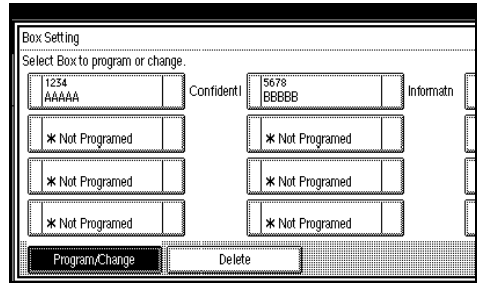 Box Setting
Select Box to program or change.
1234
AAAAA
Confidentl
5678
BBBBB
Informatn
* Not Programed
* Not Programed
* Not Programed
* Not Programed
* Not Programed
* Not Programed
Program/Change
Delete